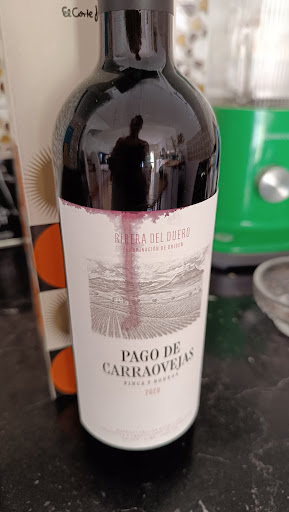 El Corte
RIBERA DEL DUERO
DENOMINACIÓN DE ORIGEN
PAGO DE
CARRAOVEJAS
FINCA Y BODEGA
2020